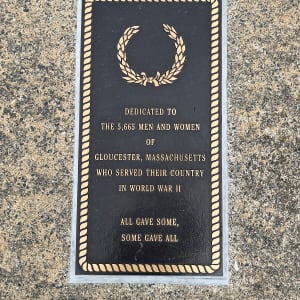 DEDICATED TO
THE 5,665 MEN AND WOMEN
OF
GLOUCESTER, MASSACHUSETTS
WHO SERVED THEIR COUNTRY
IN WORLD WAR II
ALL GAVE SOME,
SOME GAVE ALL